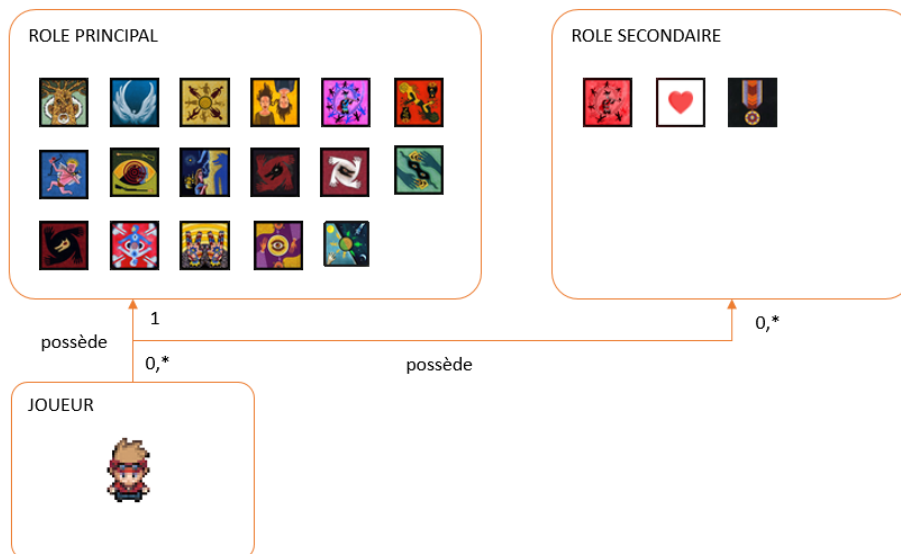 ROLE PRINCIPAL
ROLE SECONDAIRE
1
0,*
possède
0,*
possède
JOUEUR